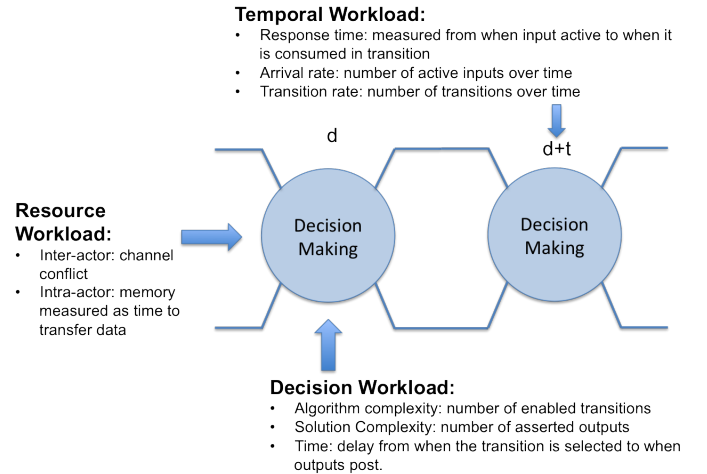 Temporal Workload:
• Response time: measured from when input active to when it
is consumed in transition
• Arrival rate: number of active inputs over time
• Transition rate: number of transitions over time
d
d+t
Decision
Making
Decision
Making
Resource
Workload:
• Inter-actor: channel
conflict
• Intra-actor: memory
measured as time to
transfer data
Decision Workload:
• Algorithm complexity: number of enabled transitions
• Solution Complexity: number of asserted outputs
• Time: delay from when the transition is selected to when
outputs post.